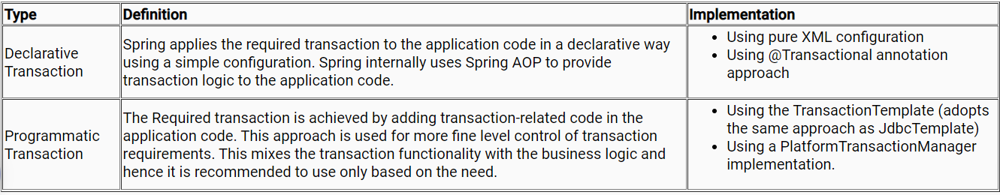 Type
Definition
Implementation
Declarative
Transaction
Spring applies the required transaction to the application code in a declarative way
using a simple configuration. Spring internally uses Spring AOP to provide
transaction logic to the application code.
• Using pure XML configuration
• Using @Transactional annotation
approach
Programmatic
Transaction
The Required transaction is achieved by adding transaction-related code in the
application code. This approach is used for more fine level control of transaction
requirements. This mixes the transaction functionality with the business logic and
hence it is recommended to use only based on the need.
• Using the TransactionTemplate (adopts
the same approach as JdbcTemplate)
• Using a PlatformTransactionManager
implementation.